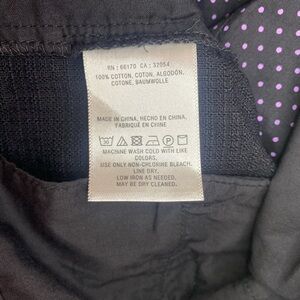 RN : 66170 CA : 32054
100% COTTON, COTON, ALGODÓN,
COTONE, BAUMWOLLE
MADE IN CHINA, HECHO EN CHINA,
FABRIQUÉ EN CHINE
30 P
MACHINE WASH COLD WITH LIKE
COLORS.
USE ONLY NON-CHLORINE BLEACH.
LINE DRY.
LOW IRON AS NEEDED.
MAY BE DRY CLEANED.